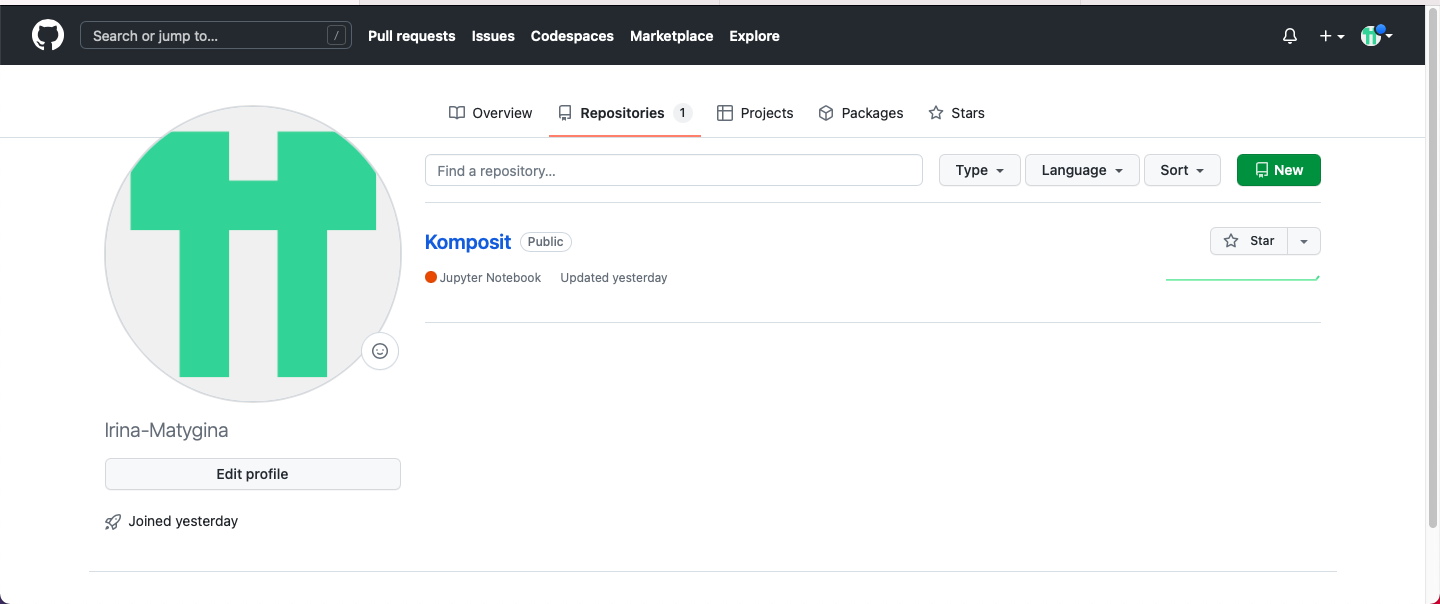 Search or jump to... / Pull requests Issues Codespaces Marketplace Explore
Overview Repositories 1 Projects Packages Stars
Find a repository... Type Language Sort New
Komposit Public Star
Jupyter Notebook Updated yesterday
Irina-Matygina
Edit profile
Joined yesterday